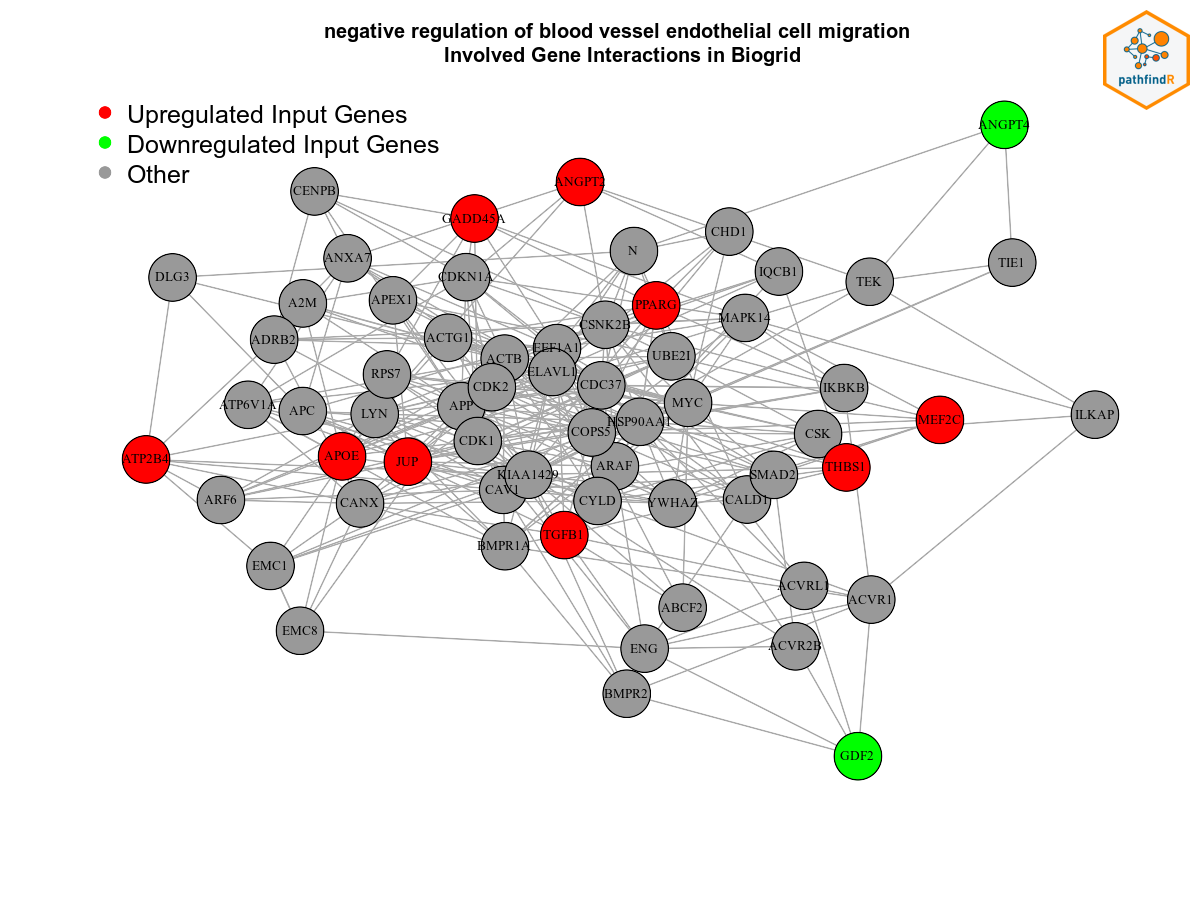 negative regulation of blood vessel endothelial cell migration
Involved Gene Interactions in Biogrid
pathfindR
Upregulated Input Genes
Downregulated Input Genes
Other
ANGPT4
ANGPT2
CENPB
GADD45A
CHD1
N
ANXA7
TIE1
IQCB1
DLG3
CDKN1A
TEK
A2M
APEX1
PPARG
MAPK14
CSNK2B
ADRB2
ACTG1
EEF1A1
ACTB
UBE2I
ELAVL1
RPS7
CDK2
CDC37
IKBKB
MYC
ATP6V1A
APC
LYN
APP
ILKAP
MEF2C
HSP90AA1
COPS5
CSK
CDK1
ATP2B4
APOE
JUP
ARAF
THBS1
KIAA1429
SMAD2
CAV1
ARF6
CANX
CYLD
YWHAZ
CALD1
TGFB1
BMPR1A
EMC1
ACVRL1
ACVR1
ABCF2
EMC8
ENG
ACVR2B
BMPR2
GDF2